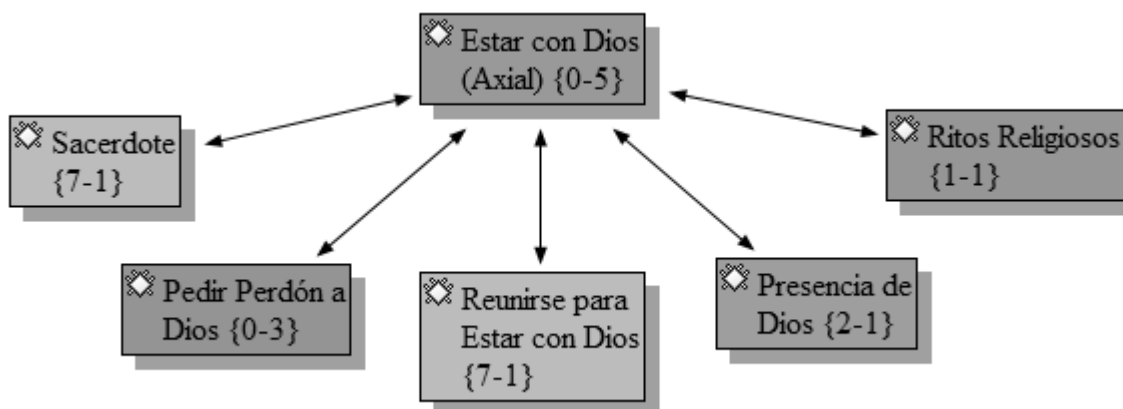 Estar con Dios
(Axial) {0-5}
Sacerdote
{7-1}
Ritos Religiosos
{1-1}
Pedir Perdón a
Dios {0-3}
Reunirse para
Estar con Dios
{7-1}
Presencia de
Dios {2-1}